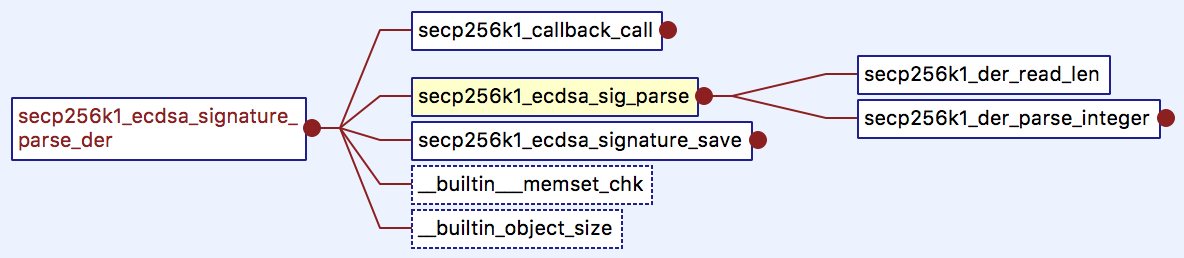 secp256k1_ecdsa_signature_
parse_der
secp256k1_callback_call
secp256k1_ecdsa_sig_parse
secp256k1_ecdsa_signature_save
__builtin___memset_chk
__builtin_object_size
secp256k1_der_read_len
secp256k1_der_parse_integer